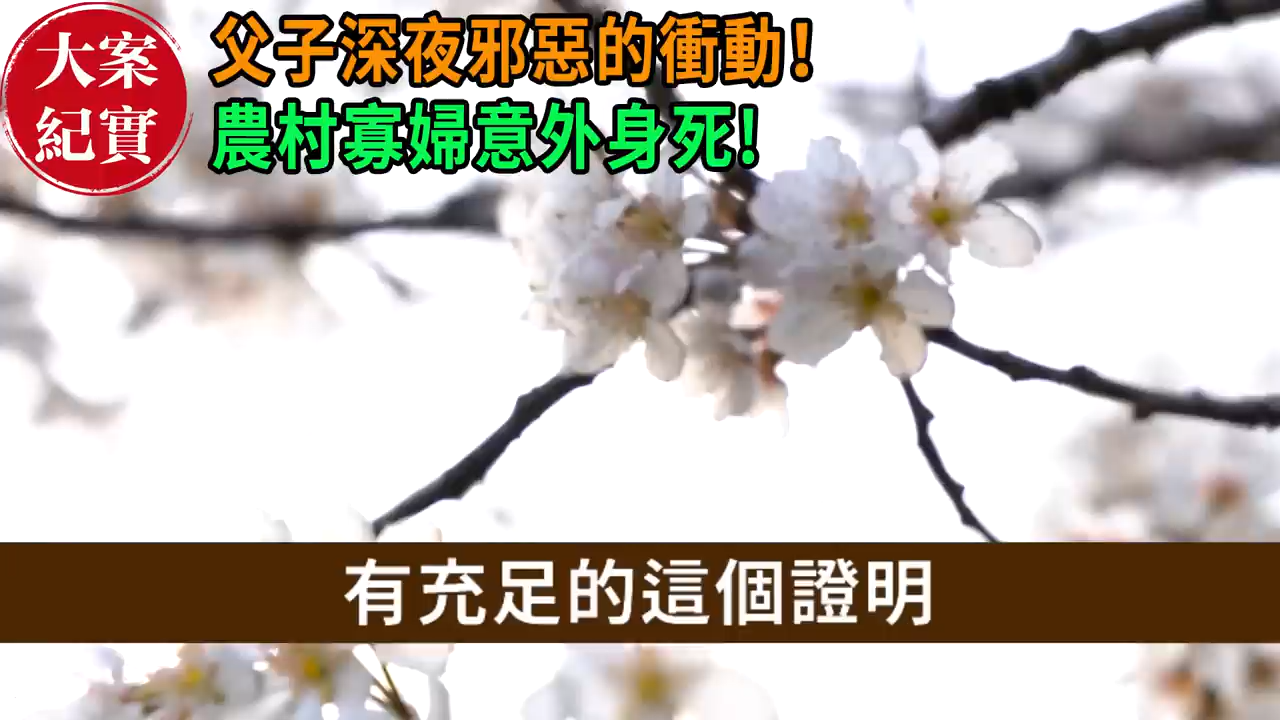 大案
紀實
父子深夜邪惡的衝動！
農村寡婦意外身死!
有充足的這個證明